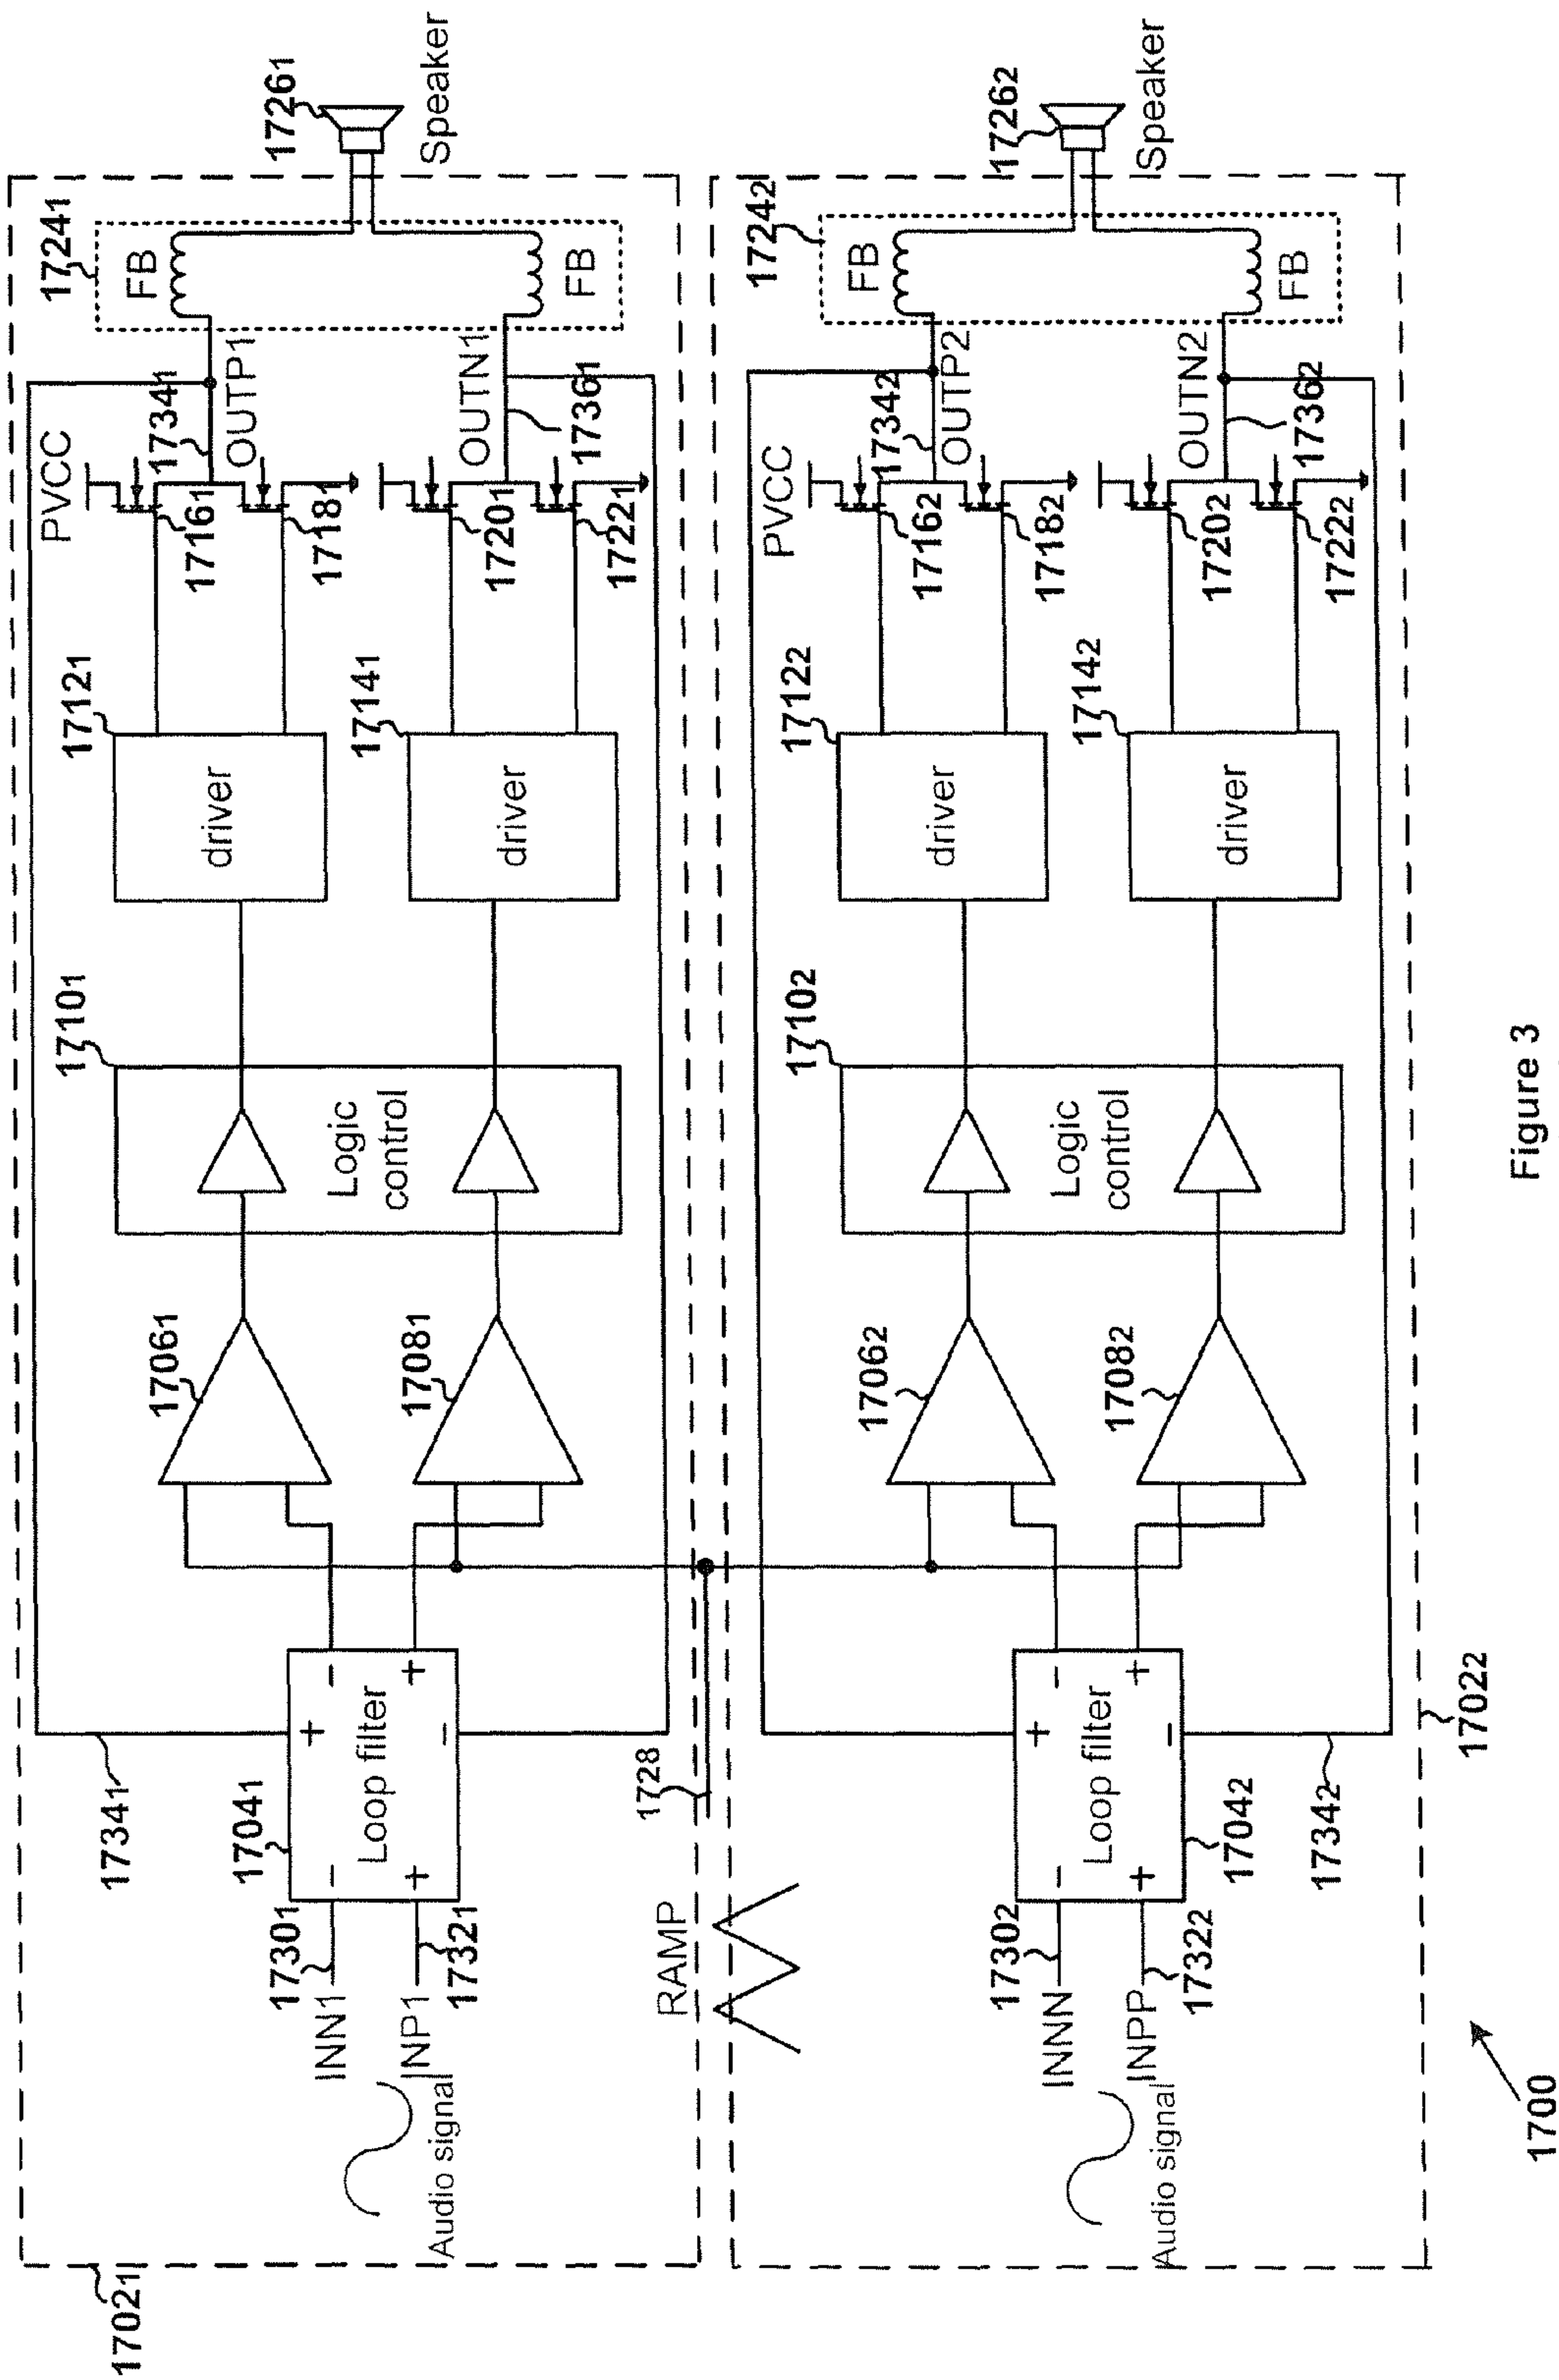 1702₁
Audio signal
INN1
INP1
1730₁
1732₁
1734₁
1704₁
Loop filter
−
+
+
−
−
+
1706₁
1708₁
1710₁
Logic
control
1712₁
driver
1714₁
driver
PVCC
1716₁
1718₁
1720₁
1722₁
1734₁
OUTP1
OUTN1
1736₁
1724₁
FB
FB
1726₁
Speaker
RAMP
1728
Audio signal
INNN
INPP
1730₂
1732₂
1704₂
Loop filter
−
+
+
−
−
+
1734₂
1702₂
1706₂
1708₂
1710₂
Logic
control
1712₂
driver
1714₂
driver
PVCC
1716₂
1718₂
1720₂
1722₂
1734₂
OUTP2
OUTN2
1736₂
1724₂
FB
FB
1726₂
Speaker
1700
Figure 3